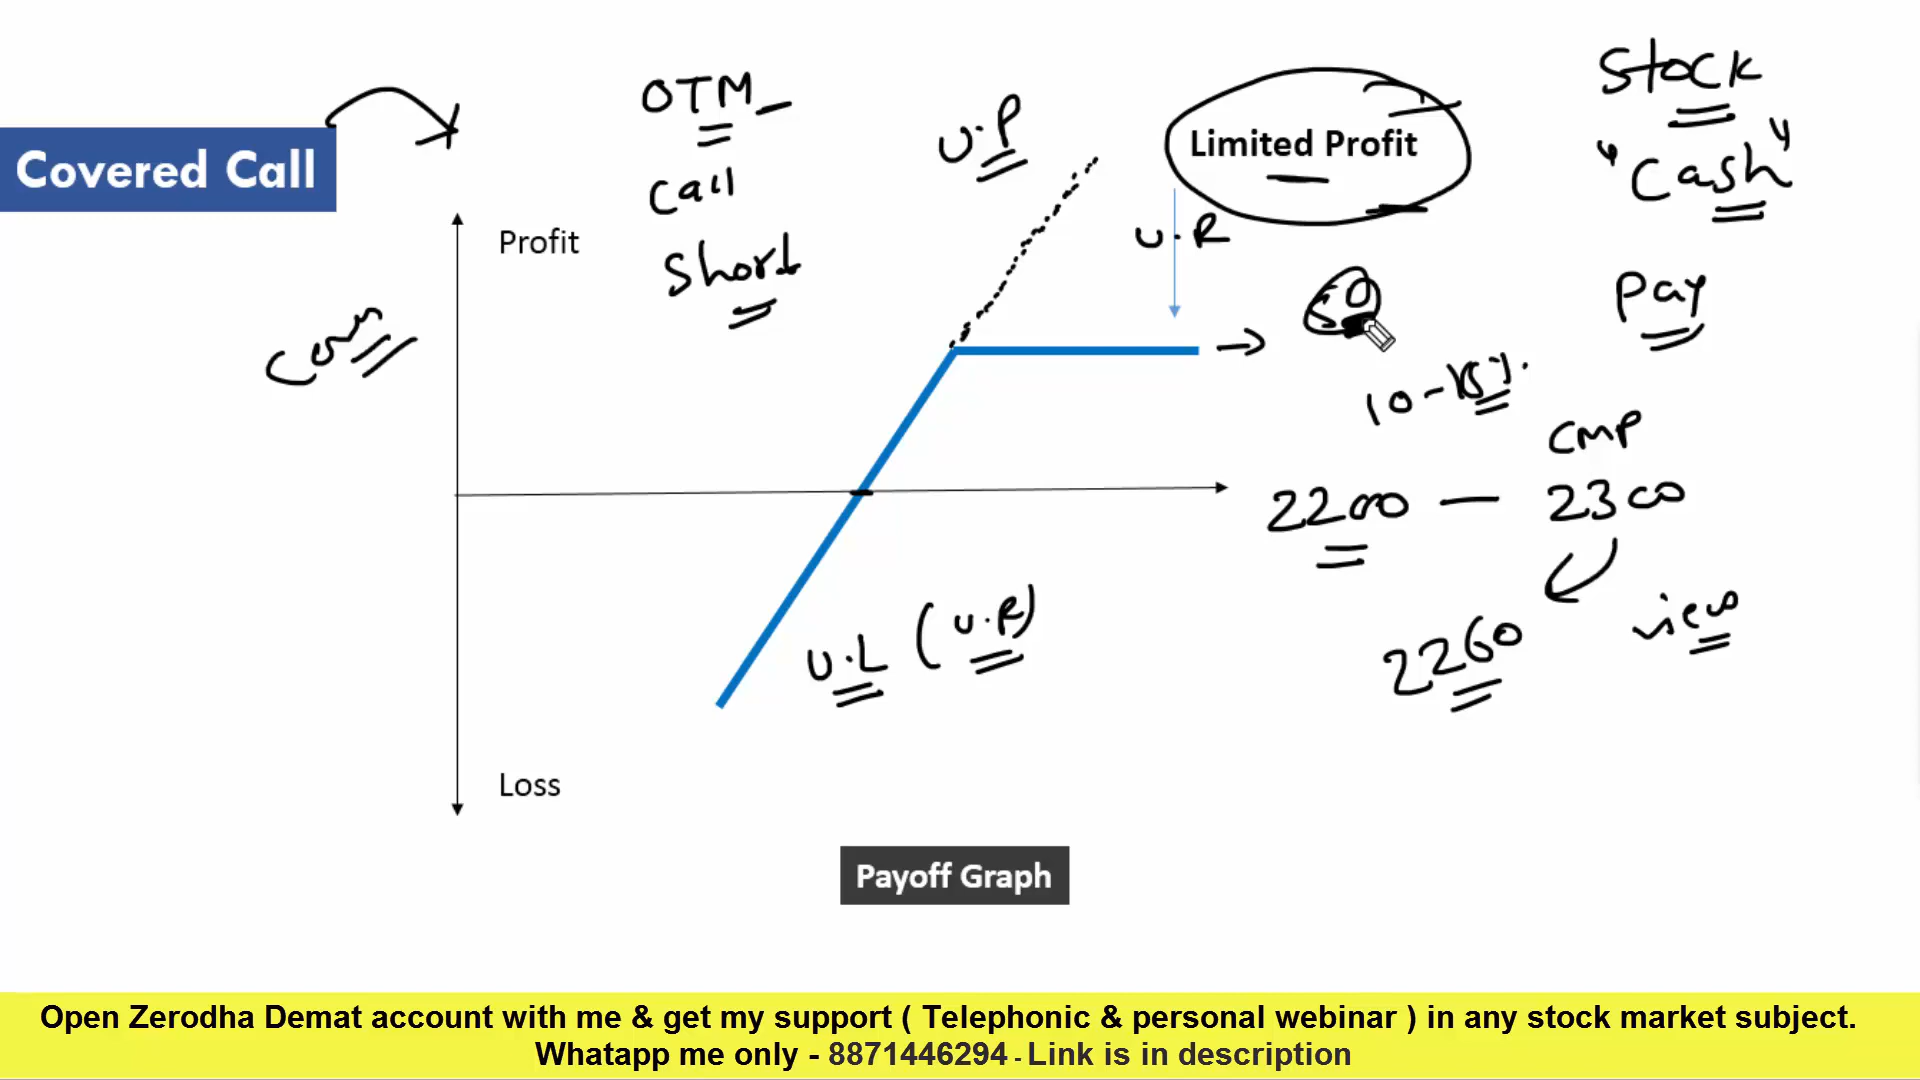 Covered Call
OTM
Call
Short
U.P
Limited Profit
U.R
Stock
"Cash"
Pay
Profit
Cover
10-15%
CMP
2200 — 2300
2260
view
U.L (U.R)
Loss
Payoff Graph
Open Zerodha Demat account with me & get my support ( Telephonic & personal webinar ) in any stock market subject.
Whatapp me only - 8871446294 - Link is in description